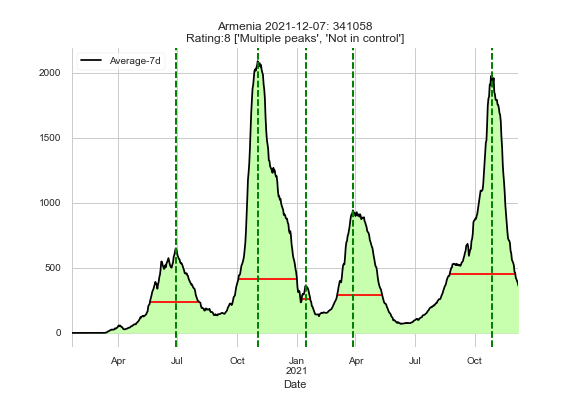 Armenia 2021-12-07: 341058
Rating:8 ['Multiple peaks', 'Not in control']
Average-7d
2000
1500
1000
500
0
Apr Jul Oct Jan Apr Jul Oct
2021
Date